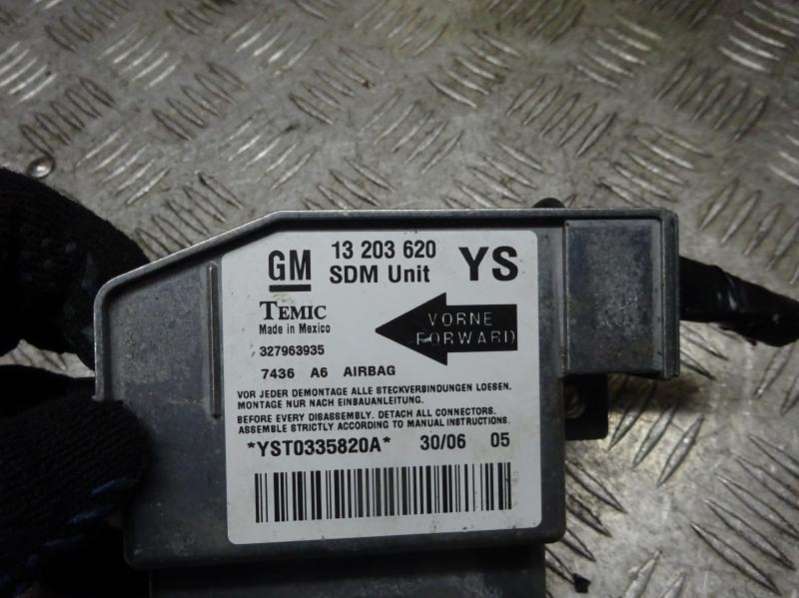 GM 13 203 620 YS
SDM Unit
TEMIC
Made in Mexico
VORNE
FORWARD
327963935
7436 A6 AIRBAG
VOR JEDER DEMONTAGE ALLE STECKVERBINDUNGEN LOESEN.
MONTAGE NUR NACH EINBAUANLEITUNG.
BEFORE EVERY DISASSEMBLY. DETACH ALL CONNECTORS.
ASSEMBLE STRICTLY ACCORDING TO MANUAL INSTRUCTIONS.
*YST0335820A* 30/06 05